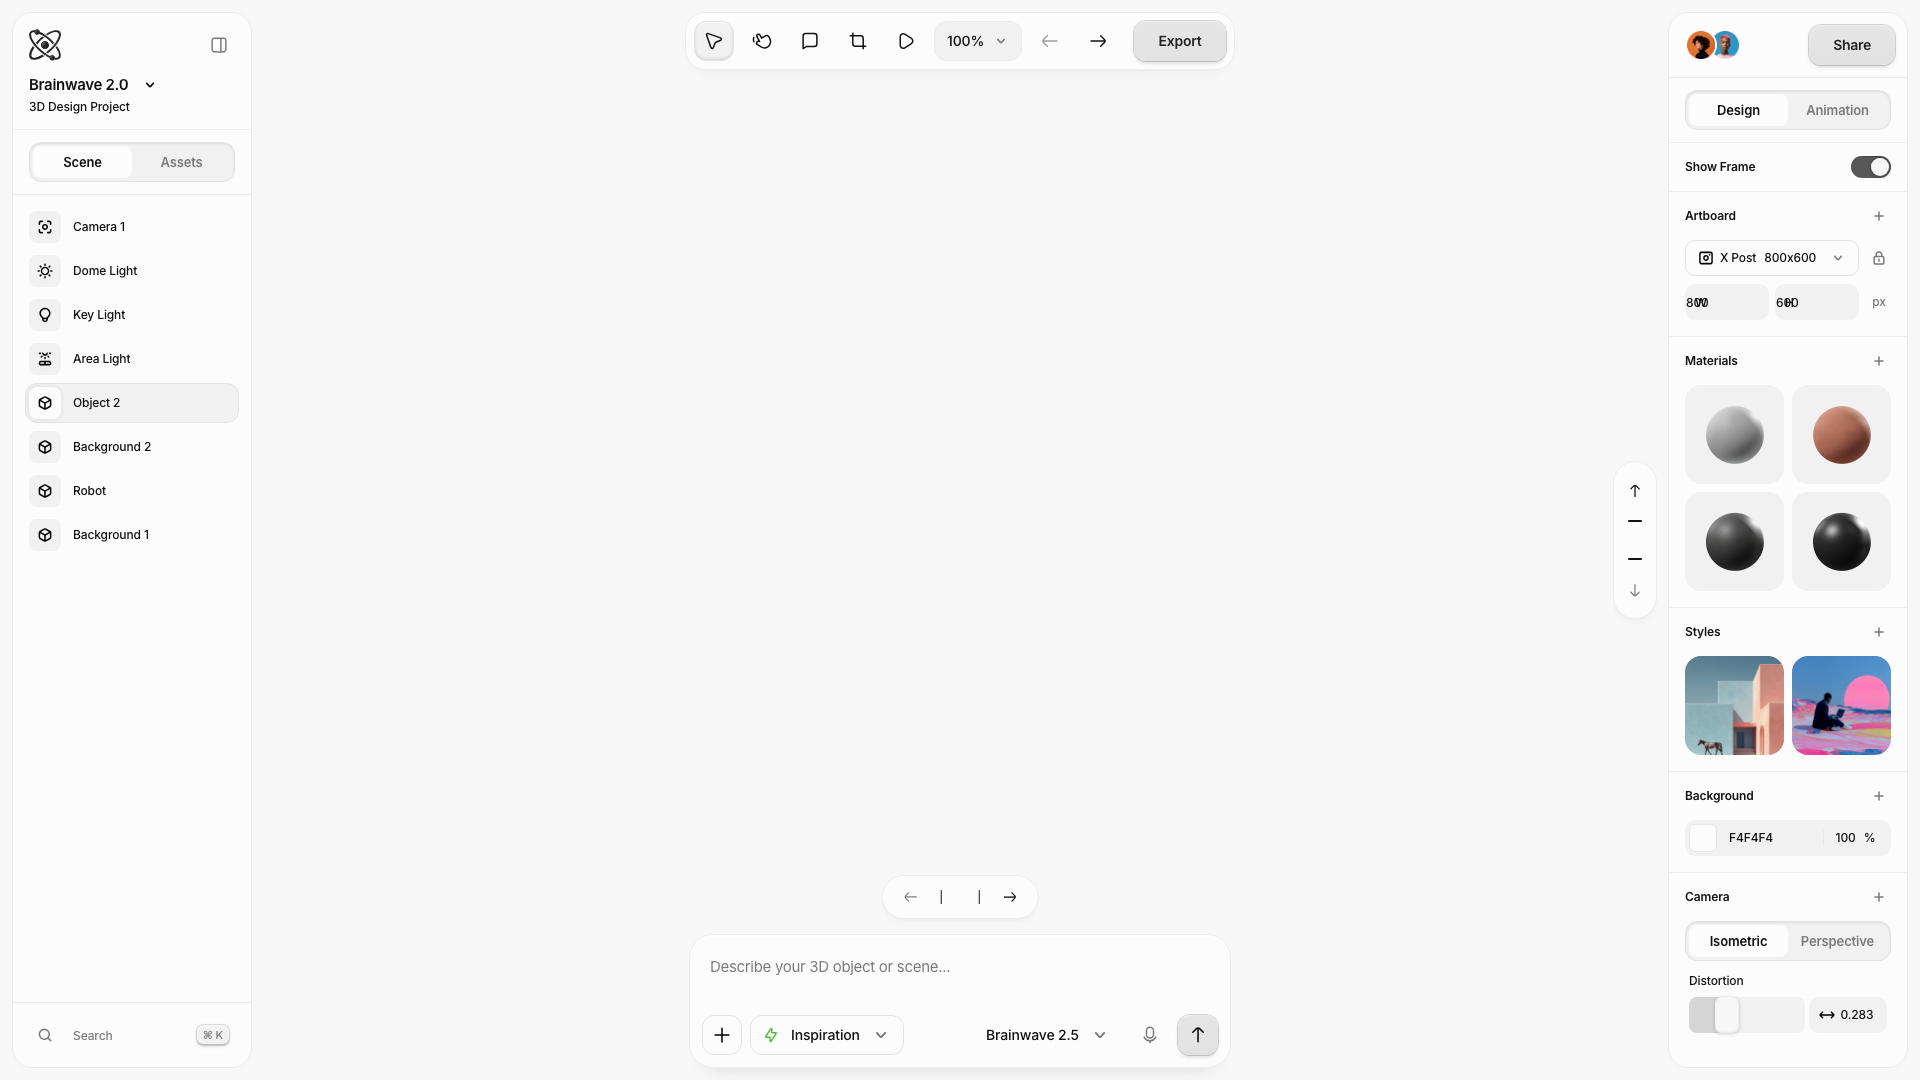 Brainwave 2.0
3D Design Project
Scene
Assets
Camera 1
Dome Light
Key Light
Area Light
Object 2
Background 2
Robot
Background 1
Search
⌘ K
100%
Export
Describe your 3D object or scene...
Inspiration
Brainwave 2.5
Share
Design
Animation
Show Frame
Artboard
X Post 800x600
800 W
600 H
px
Materials
Styles
Background
F4F4F4
100 %
Camera
Isometric
Perspective
Distortion
0.283